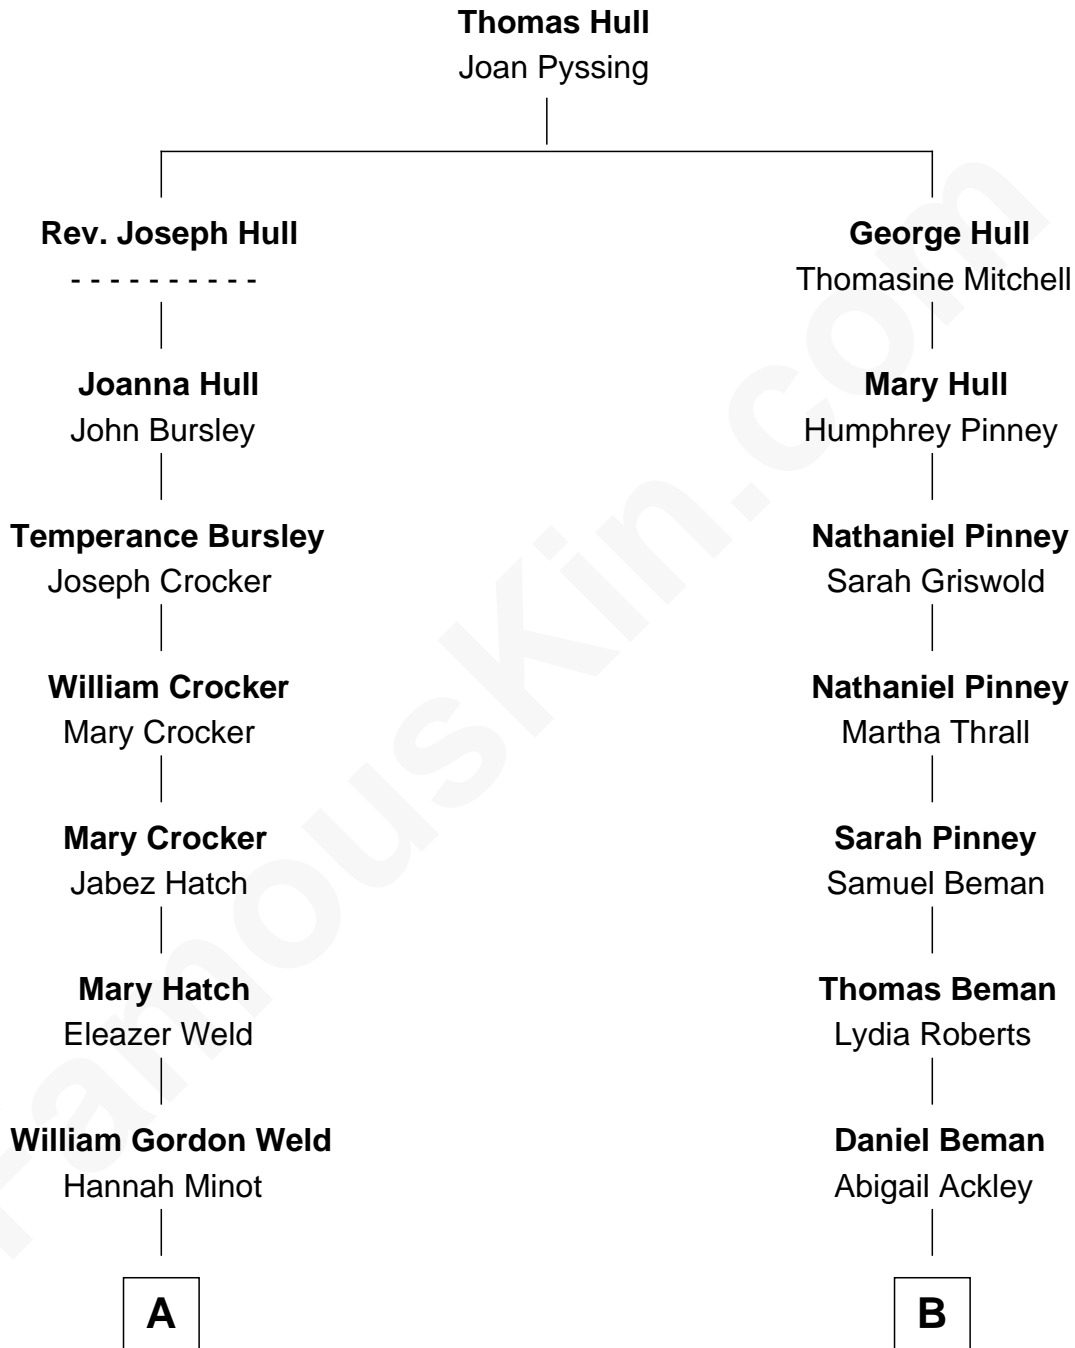 Thomas Hull
Joan Pyssing
Rev. Joseph Hull
- - - - - - - - - -
George Hull
Thomasine Mitchell
Joanna Hull
John Bursley
Mary Hull
Humphrey Pinney
Temperance Bursley
Joseph Crocker
Nathaniel Pinney
Sarah Griswold
William Crocker
Mary Crocker
Nathaniel Pinney
Martha Thrall
Mary Crocker
Jabez Hatch
Sarah Pinney
Samuel Beman
Mary Hatch
Eleazer Weld
Thomas Beman
Lydia Roberts
William Gordon Weld
Hannah Minot
Daniel Beman
Abigail Ackley
A
B
FamousKin.com